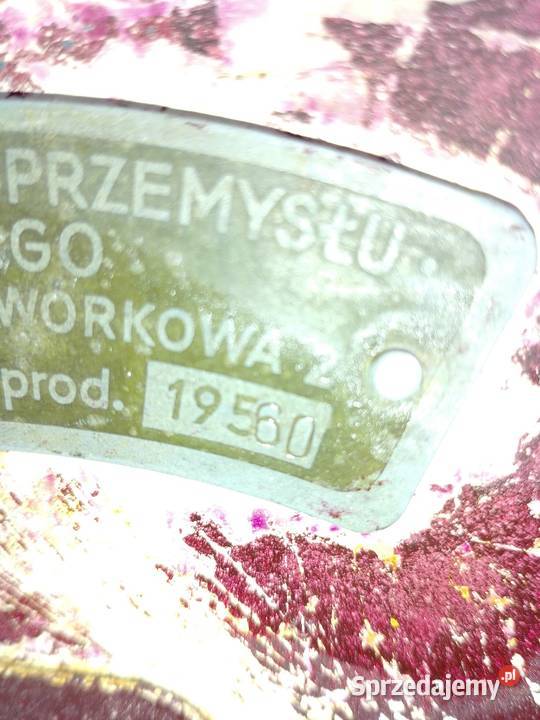 PRZEMYSŁU
GO
WORKOWA 2
prod. 19560
Sprzedajemy.pl